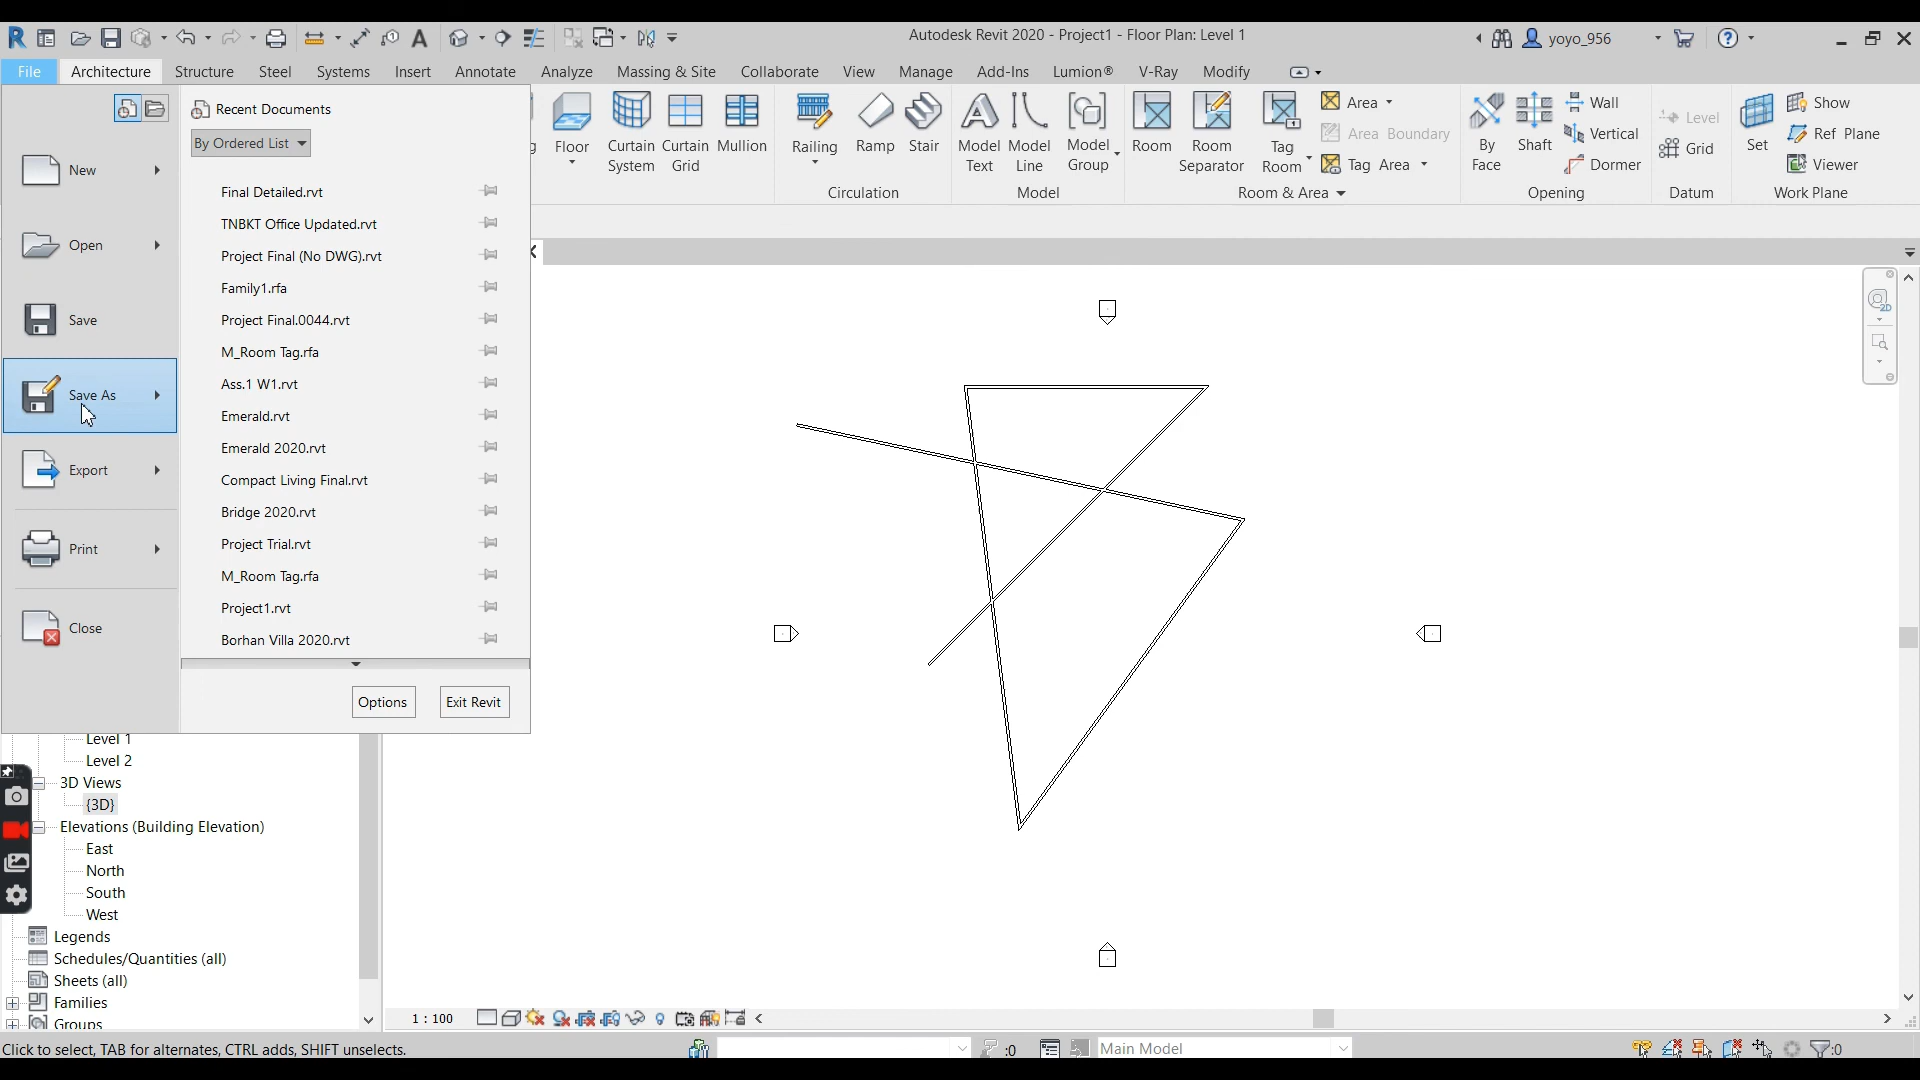 Autodesk Revit 2020 - Project1 - Floor Plan: Level 1
yoyo_956
File Architecture Structure Steel Systems Insert Annotate Analyze Massing & Site Collaborate View Manage Add-Ins Lumion® V-Ray Modify
Recent Documents
By Ordered List
New
Open
Save
Save As
Export
Print
Close
Final Detailed.rvt
TNBKT Office Updated.rvt
Project Final (No DWG).rvt
Family1.rfa
Project Final.0044.rvt
M_Room Tag.rfa
Ass.1 W1.rvt
Emerald.rvt
Emerald 2020.rvt
Compact Living Final.rvt
Bridge 2020.rvt
Project Trial.rvt
M_Room Tag.rfa
Project1.rvt
Borhan Villa 2020.rvt
Options
Exit Revit
Floor
Curtain System
Curtain Grid
Mullion
Railing
Ramp
Stair
Circulation
Model Text
Model Line
Model Group
Model
Room
Room Separator
Tag Room
Area
Area Boundary
Tag Area
Room & Area
By Face
Shaft
Wall
Vertical
Dormer
Opening
Level
Grid
Datum
Set
Show
Ref Plane
Viewer
Work Plane
2D
Level 1
Level 2
3D Views
{3D}
Elevations (Building Elevation)
East
North
South
West
Legends
Schedules/Quantities (all)
Sheets (all)
Families
Groups
1 : 100
Click to select, TAB for alternates, CTRL adds, SHIFT unselects.
:0
Main Model
:0